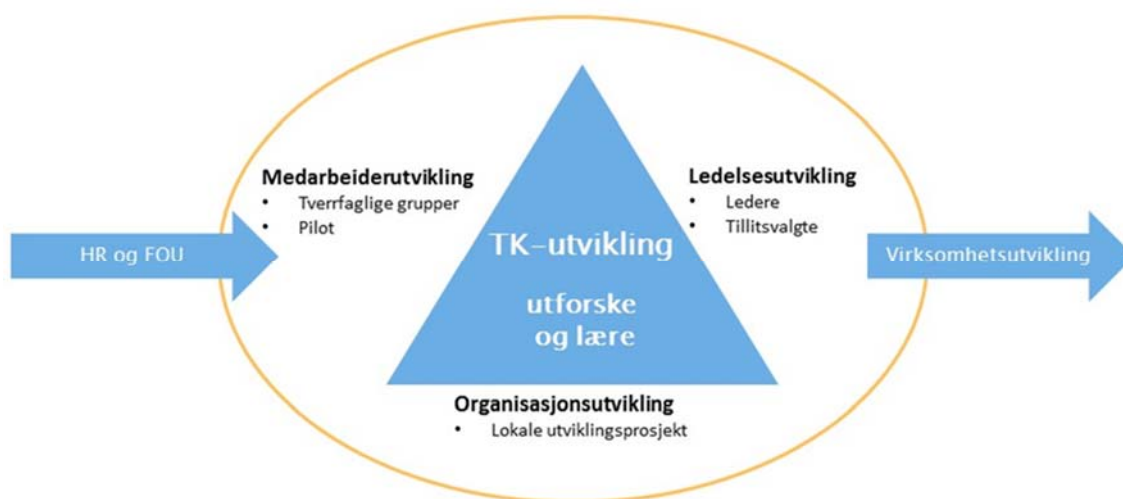 HR og FOU
Medarbeiderutvikling
• Tverrfaglige grupper
• Pilot
TK-utvikling
utforske
og lære
Ledelsesutvikling
• Ledere
• Tillitsvalgte
Virksomhetsutvikling
Organisasjonsutvikling
• Lokale utviklingsprosjekt